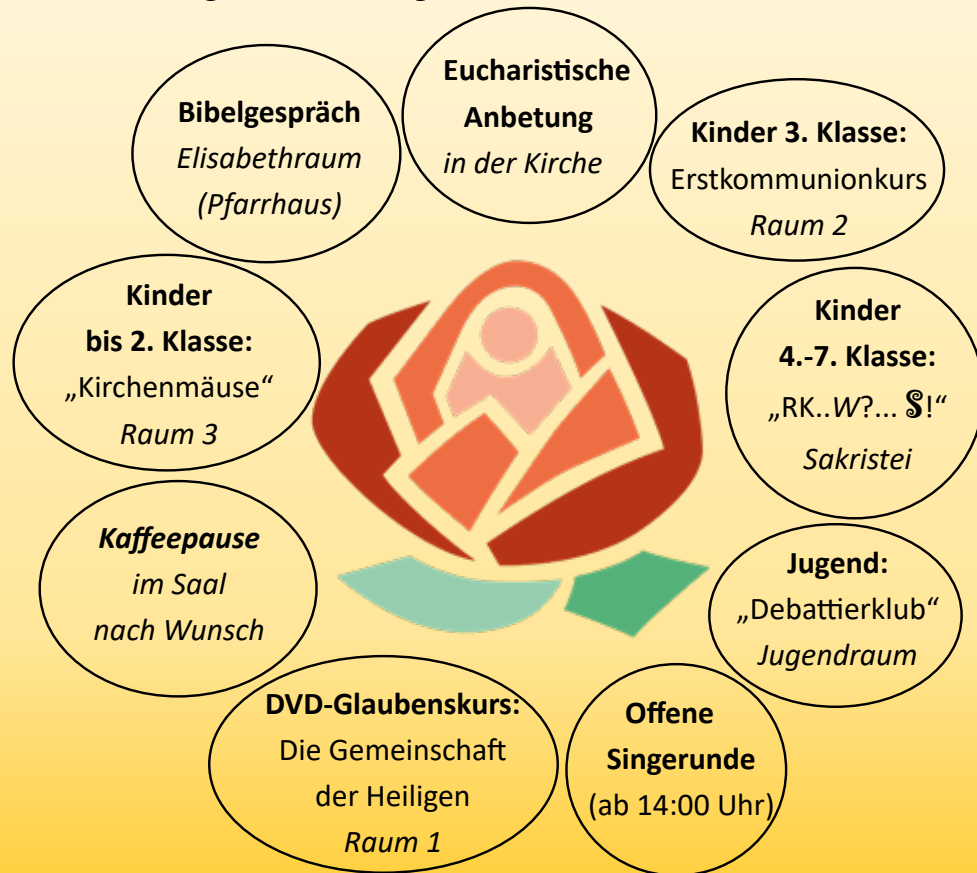 Eucharistische
Anbetung
in der Kirche
Kinder 3. Klasse:
Erstkommunionkurs
Raum 2
Kinder
4.-7. Klasse:
„RK..W?... S!“
Sakristei
Jugend:
„Debattierklub“
Jugendraum
Offene
Singerunde
(ab 14:00 Uhr)
DVD-Glaubenskurs:
Die Gemeinschaft
der Heiligen
Raum 1
Kaffeepause
im Saal
nach Wunsch
Kinder
bis 2. Klasse:
„Kirchenmäuse“
Raum 3
Bibelgespräch
Elisabethraum
(Pfarrhaus)